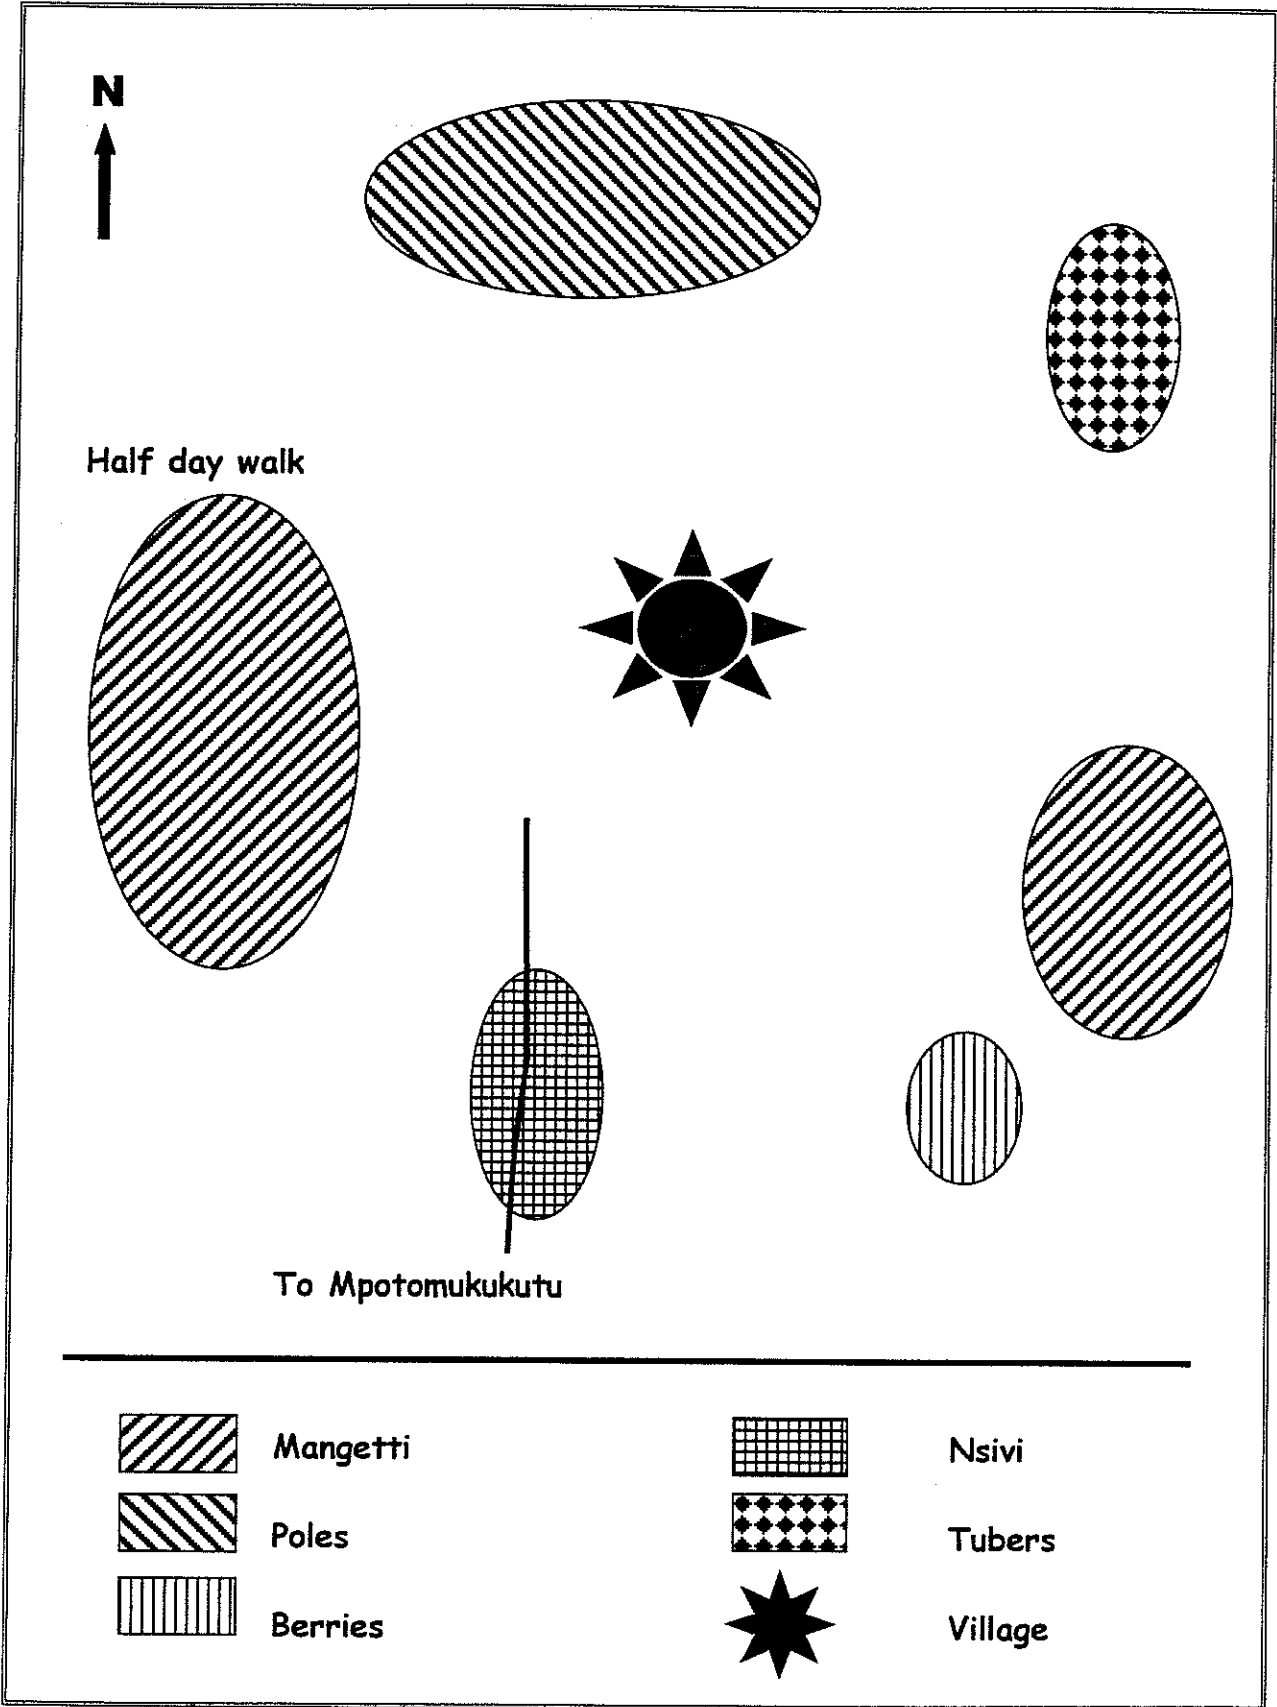 N
Half day walk
To Mpotomukukutu
Mangetti
Nsivi
Poles
Tubers
Berries
Village